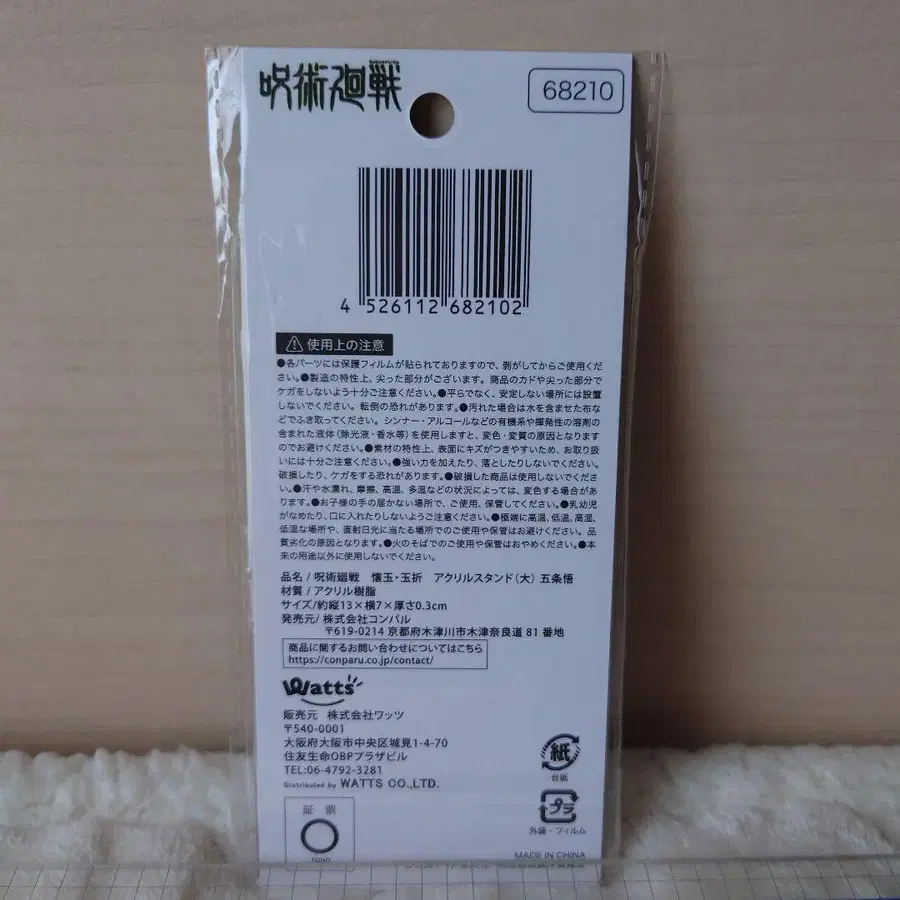 呪術廻戦
68210
4 526112 682102
使用上の注意
●各パーツには保護フィルムが貼られておりますので、剥がしてからご使用くだ
さい。●製造の特性上、尖った部分がございます。商品のカドや尖った部分で
ケガをしないよう十分ご注意ください。●平らでなく、安定しない場所には設置
しないでください。転倒の恐れがあります。●汚れた場合は水を含ませた布な
どでふき取ってください。シンナー・アルコールなどの有機系や揮発性の溶剤の
含まれた液体(除光液・香水等)を使用しますと、変色・変質の原因となります
のでお避けください。●素材の特性上、表面にキズがつきやすいため、お取り扱
いには十分ご注意ください。●強い力を加えたり、落としたりしないでください。
破損したり、ケガをする恐れがあります。●破損した商品は使用しないでくださ
い。●汗や水濡れ、摩擦、高温、多湿などの状況によっては、変色する場合があり
ます。●お子様の手の届かない場所で、ご使用、保管してください。●乳幼児
がなめたり、口に入れたりしないようご注意ください。●極端に高温、低温、高湿、
低湿な場所や、直射日光に当たる場所でのご使用や保管はお避けください。品
質劣化の原因となります。●火のそばでのご使用や保管はおやめください。●本
来の用途以外に使用しないでください。
品名/呪術廻戦 懐玉・玉折 アクリルスタンド(大) 五条悟
材質/アクリル樹脂
サイズ/約縦13×横7×厚さ0.3cm
発売元/株式会社コンパル
〒619-0214 京都府木津川市木津奈良道 81 番地
商品に関するお問い合わせについてはこちら
https://conparu.co.jp/contact/
Watts
販売元 株式会社ワッツ
〒540-0001
大阪府大阪市中央区城見1-4-70
住友生命OBPプラザビル
TEL:06-4792-3281
Distributed by WATTS CO.,LTD.
紙
台紙
プラ
外袋・フィルム
証 票
TOHO
MADE IN CHINA